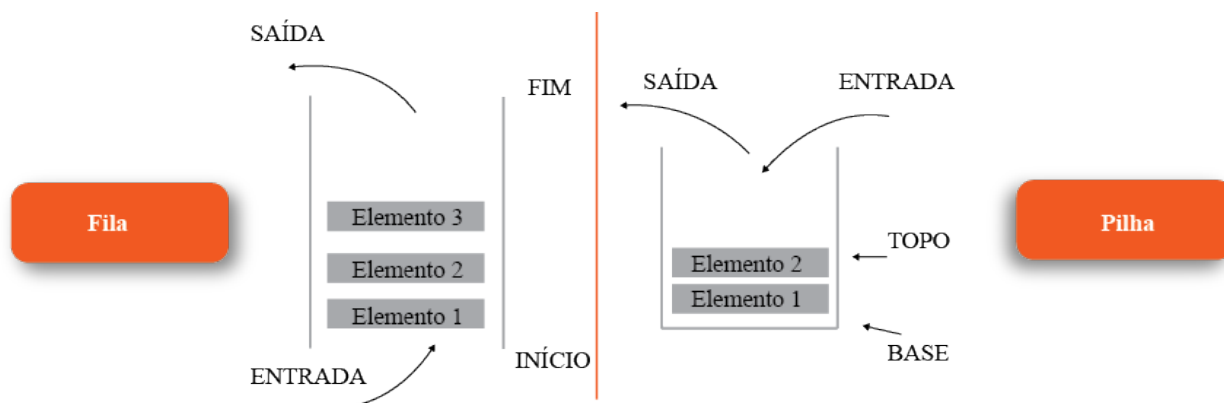 Fila
SAÍDA
FIM
Elemento 3
Elemento 2
Elemento 1
INÍCIO
ENTRADA
SAÍDA
ENTRADA
TOPO
Elemento 2
Elemento 1
BASE
Pilha